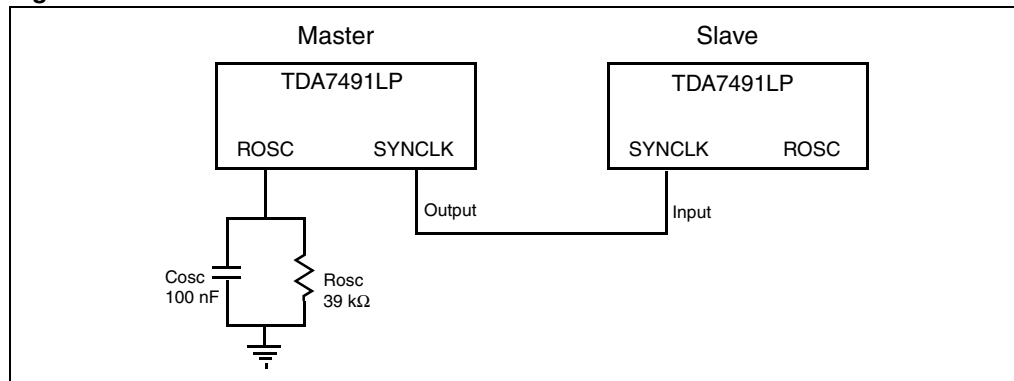 Master Slave
TDA7491LP TDA7491LP
ROSC SYNCLK SYNCLK ROSC
Output Input
Cosc
100 nF
Rosc
39 kΩ